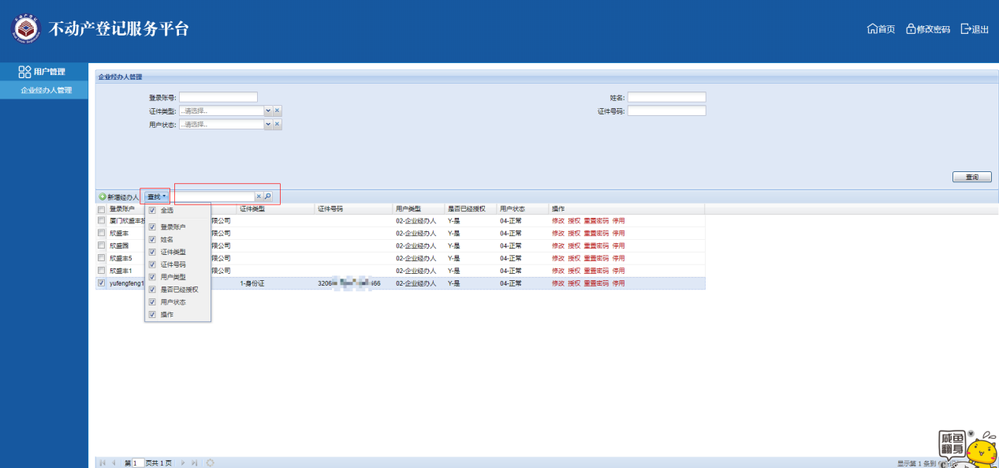 不动产登记服务平台
首页 修改密码 退出
用户管理
企业经办人管理
企业经办人管理
登录账号: 姓名:
证件类型: ..请选择.. 证件号码:
用户状态: ..请选择..
查询
新增经办人 查找
登录账户 证件类型 证件号码 用户类型 是否已经授权 用户状态 操作
厦门欣盛丰 限公司 02-企业经办人 Y-是 04-正常 修改 授权 重置密码 停用
欣盛丰 限公司 02-企业经办人 Y-是 04-正常 修改 授权 重置密码 停用
欣盛园 限公司 02-企业经办人 Y-是 04-正常 修改 授权 重置密码 停用
欣盛丰5 限公司 02-企业经办人 Y-是 04-正常 修改 授权 重置密码 停用
欣盛丰1 限公司 02-企业经办人 Y-是 04-正常 修改 授权 重置密码 停用
yufengfeng1 1-身份证 3206 466 02-企业经办人 Y-是 04-正常 修改 授权 重置密码 停用
全选
登录账户
姓名
证件类型
证件号码
用户类型
是否已经授权
用户状态
操作
咸鱼
翻身
第 1 页共 1 页 显示第 1 条到